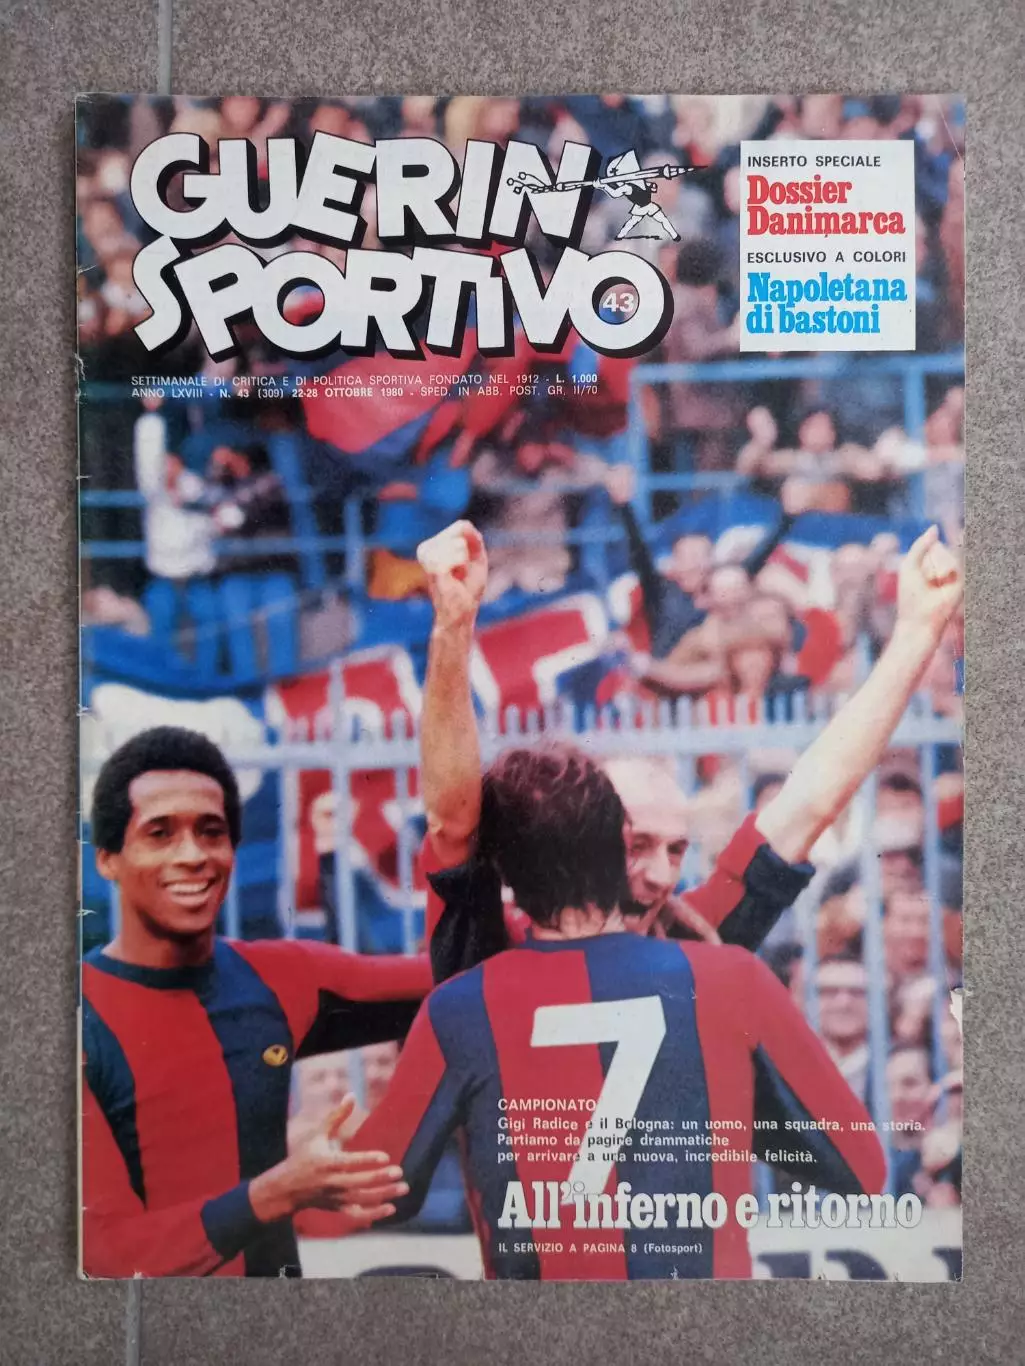 GUERIN
SPORTIVO
43
INSERTO SPECIALE
Dossier
Danimarca
ESCLUSIVO A COLORI
Napoletana
di bastoni
SETTIMANALE DI CRITICA E DI POLITICA SPORTIVA FONDATO NEL 1912 - L. 1.000
ANNO LXVIII - N. 43 (309) 22-28 OTTOBRE 1980 - SPED. IN ABB. POST. GR. II/70
7
CAMPIONATO
Gigi Radice e il Bologna: un uomo, una squadra, una storia.
Partiamo da pagine drammatiche
per arrivare a una nuova, incredibile felicità.
All'inferno e ritorno
IL SERVIZIO A PAGINA 8 (Fotosport)